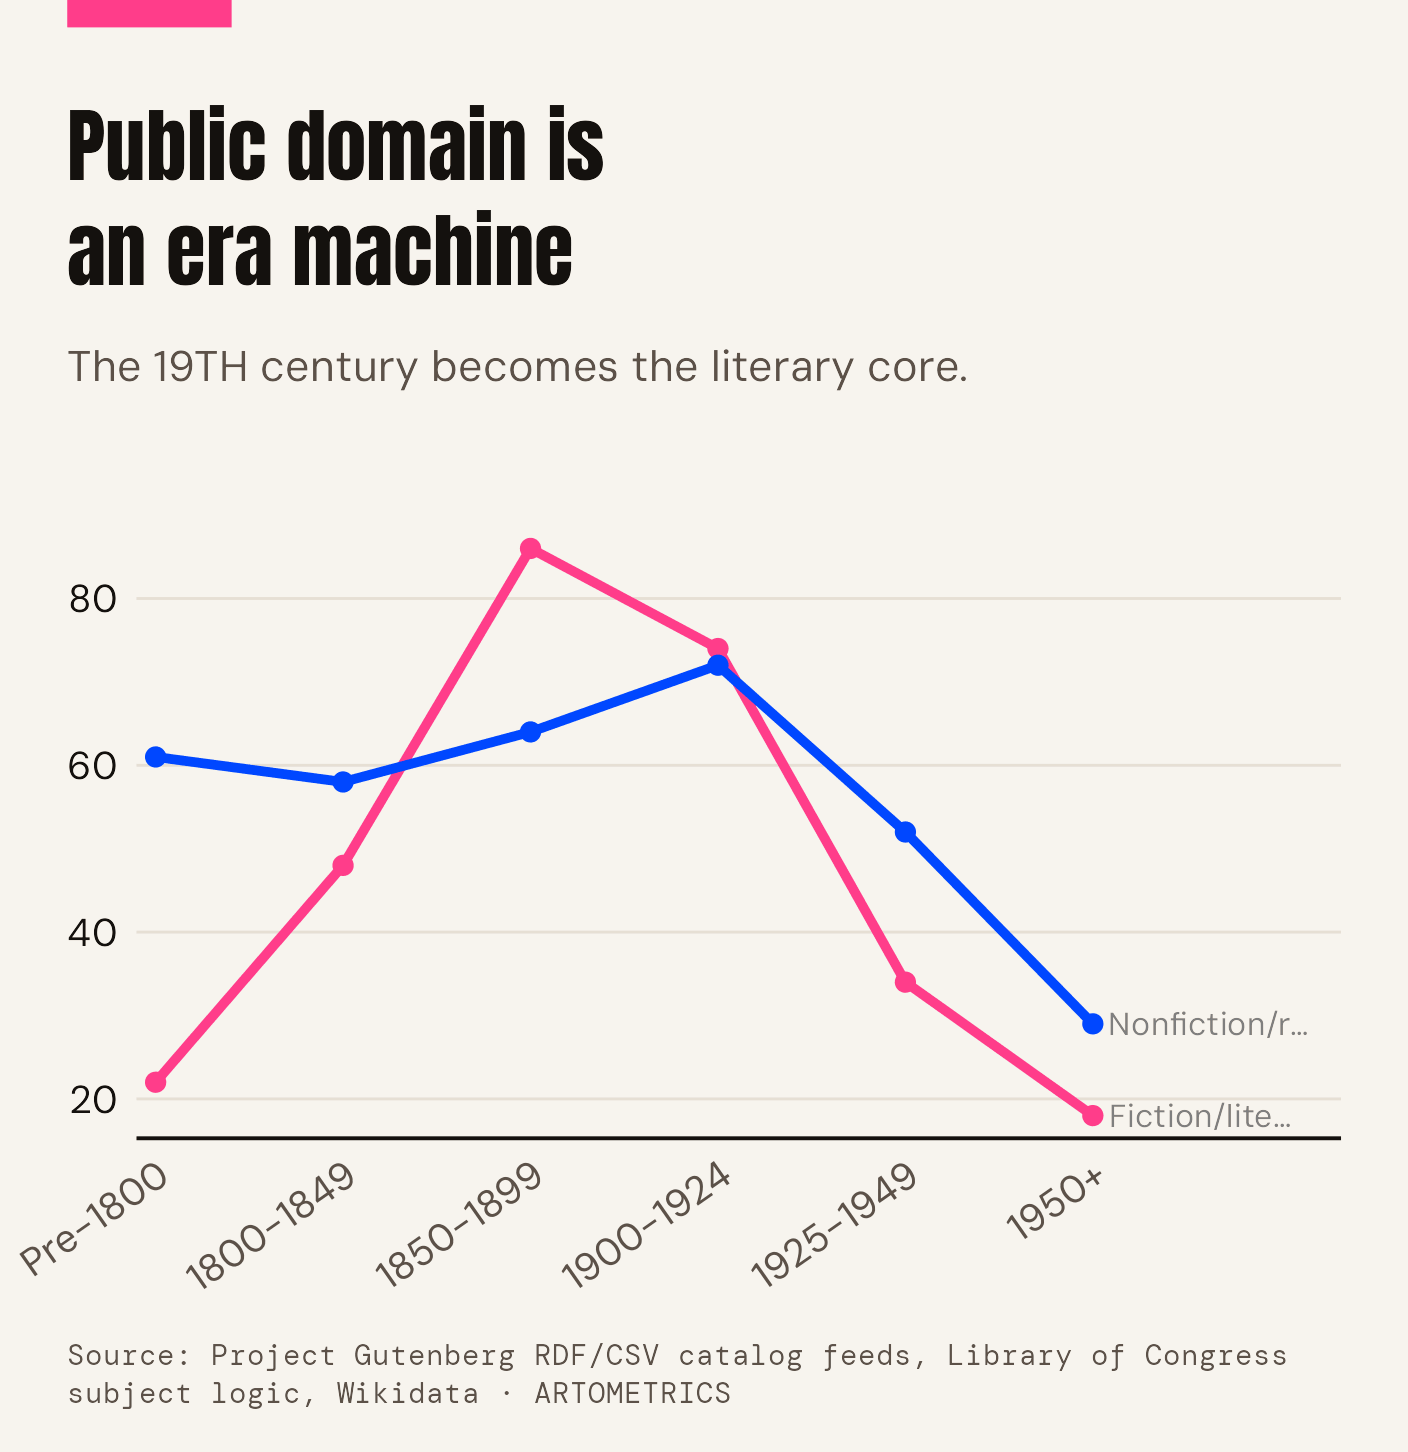 Public domain is
an era machine
The 19TH century becomes the literary core.
80
60
40
20
Nonfiction/r…
Fiction/lite…
Pre-1800
1800-1849
1850-1899
1900-1924
1925-1949
1950+
Source: Project Gutenberg RDF/CSV catalog feeds, Library of Congress
subject logic, Wikidata · ARTOMETRICS